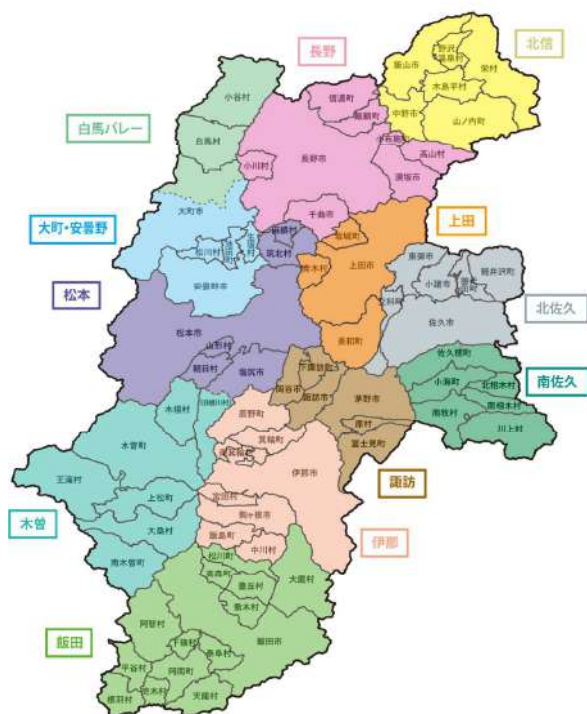 長野
北信
野沢
温泉村
飯山市
栄村
木島平村
中野市
山ノ内町
小谷村
信濃町
飯綱町
白馬バレー
白馬村
小川村
長野市
小布施町
高山村
須坂市
大町・安曇野
大町市
千曲市
上田
坂城町
麻績村
筑北村
松川村
池田町
生坂村
青木村
上田市
東御市
小諸市
軽井沢町
安曇野市
立科町
北佐久
松本
松本市
佐久市
長和町
山形村
朝日村
塩尻市
下諏訪町
岡谷市
諏訪市
茅野市
佐久穂町
小海町
北相木村
南佐久
南相木村
南牧村
川上村
木祖村
辰野町
原村
富士見町
箕輪町
南箕輪村
木曽町
伊那市
諏訪
王滝村
上松町
宮田村
木曽
大桑村
駒ヶ根市
飯島町
中川村
伊那
南木曽町
松川町
高森町
大鹿村
豊丘村
喬木村
阿智村
飯田
飯田市
下條村
泰阜村
平谷村
阿南町
売木村
天龍村
根羽村